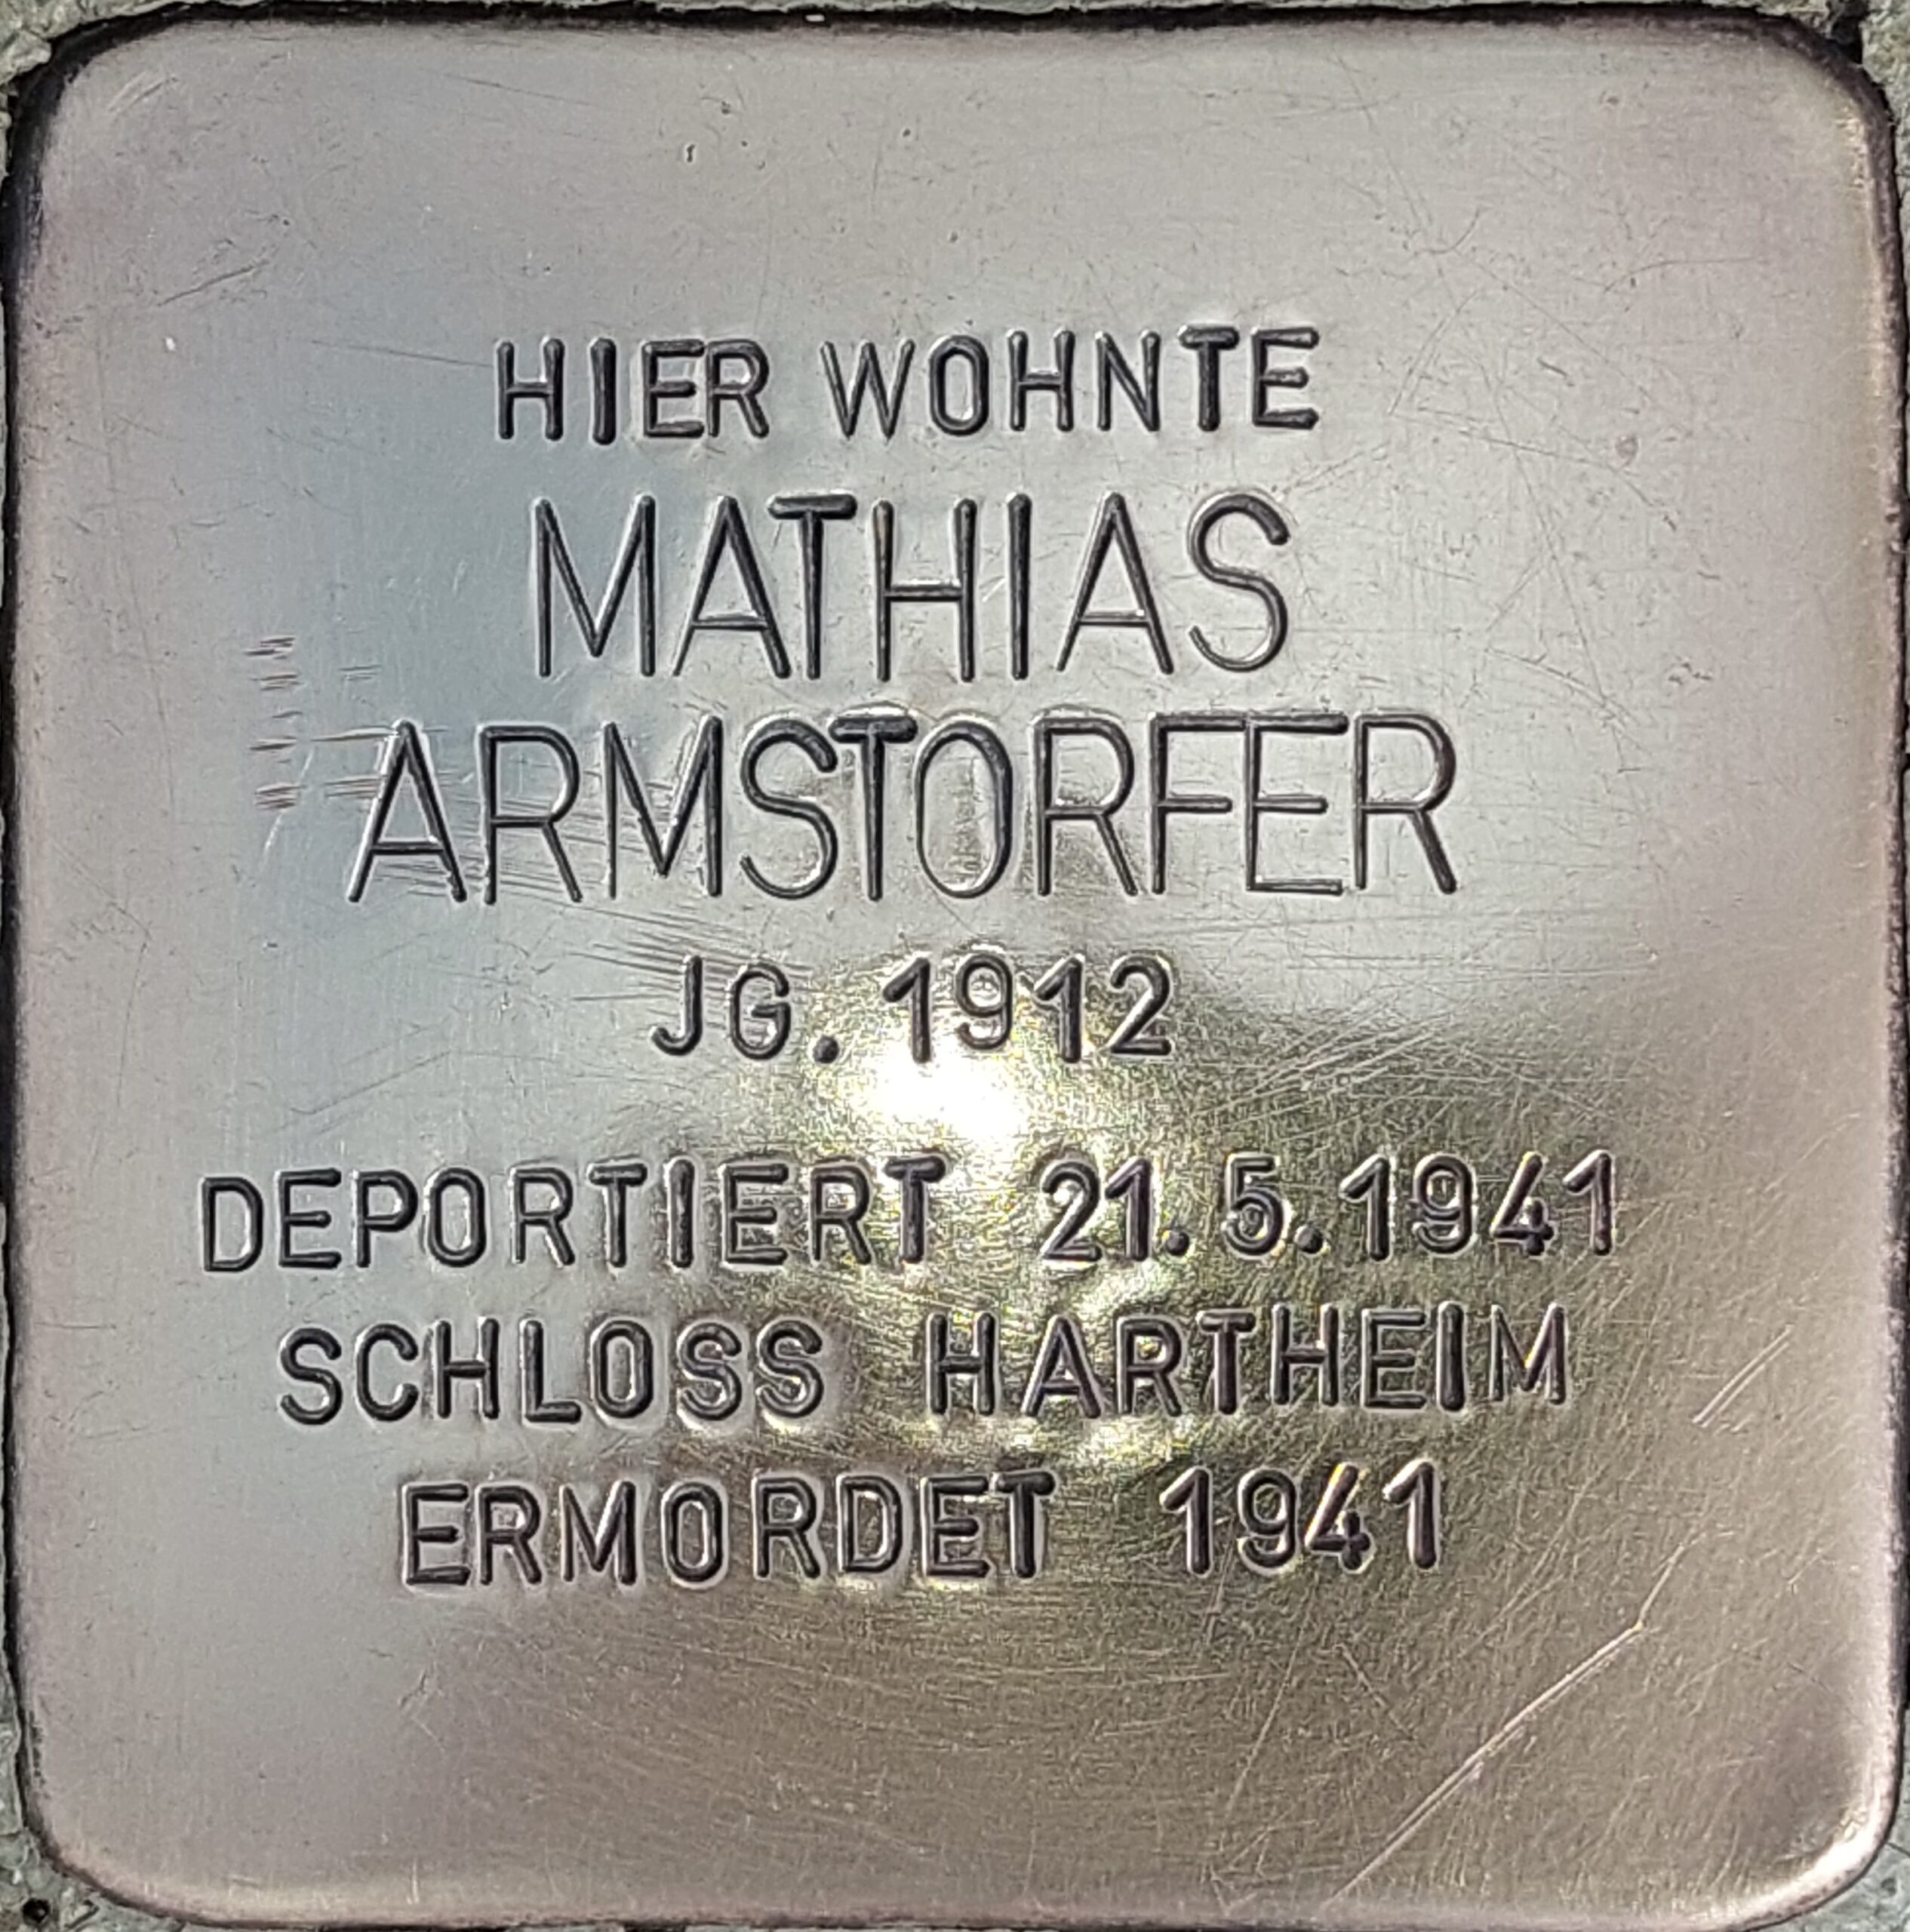 HIER WOHNTE
MATHIAS
ARMSTORFER
JG. 1912
DEPORTIERT 21.5.1941
SCHLOSS HARTHEIM
ERMORDET 1941